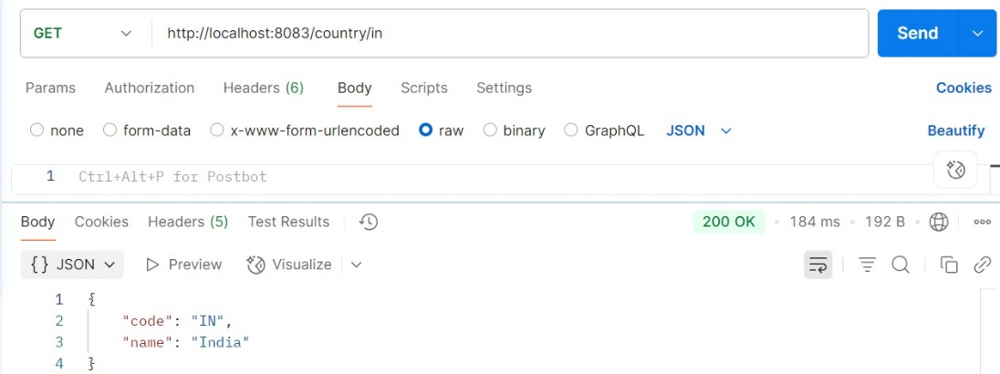 GET http://localhost:8083/country/in Send
Params Authorization Headers (6) Body Scripts Settings Cookies
none form-data x-www-form-urlencoded raw binary GraphQL JSON Beautify
1 Ctrl+Alt+P for Postbot
Body Cookies Headers (5) Test Results 200 OK • 184 ms • 192 B •
{} JSON Preview Visualize
1 {
2 "code": "IN",
3 "name": "India"
4 }